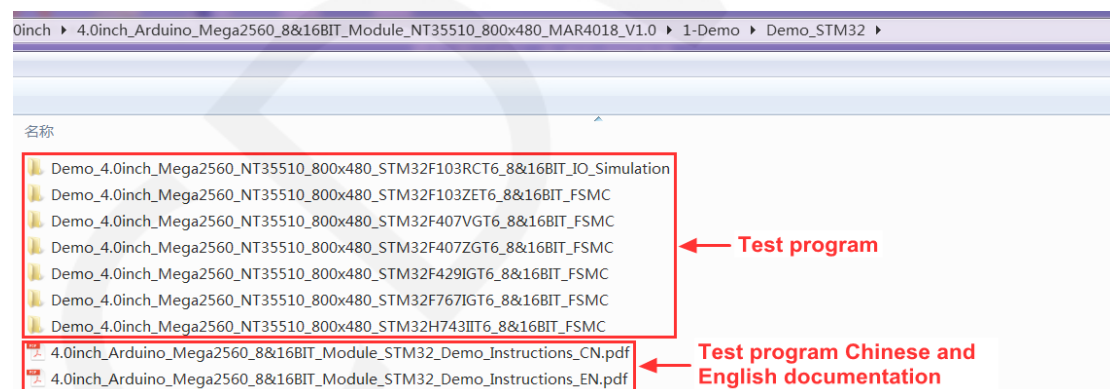 0inch ▸ 4.0inch_Arduino_Mega2560_8&16BIT_Module_NT35510_800x480_MAR4018_V1.0 ▸ 1-Demo ▸ Demo_STM32 ▸
名称
Demo_4.0inch_Mega2560_NT35510_800x480_STM32F103RCT6_8&16BIT_IO_Simulation
Demo_4.0inch_Mega2560_NT35510_800x480_STM32F103ZET6_8&16BIT_FSMC
Demo_4.0inch_Mega2560_NT35510_800x480_STM32F407VGT6_8&16BIT_FSMC
Demo_4.0inch_Mega2560_NT35510_800x480_STM32F407ZGT6_8&16BIT_FSMC
Demo_4.0inch_Mega2560_NT35510_800x480_STM32F429IGT6_8&16BIT_FSMC
Demo_4.0inch_Mega2560_NT35510_800x480_STM32F767IGT6_8&16BIT_FSMC
Demo_4.0inch_Mega2560_NT35510_800x480_STM32H743IIT6_8&16BIT_FSMC
Test program
4.0inch_Arduino_Mega2560_8&16BIT_Module_STM32_Demo_Instructions_CN.pdf
4.0inch_Arduino_Mega2560_8&16BIT_Module_STM32_Demo_Instructions_EN.pdf
Test program Chinese and
English documentation